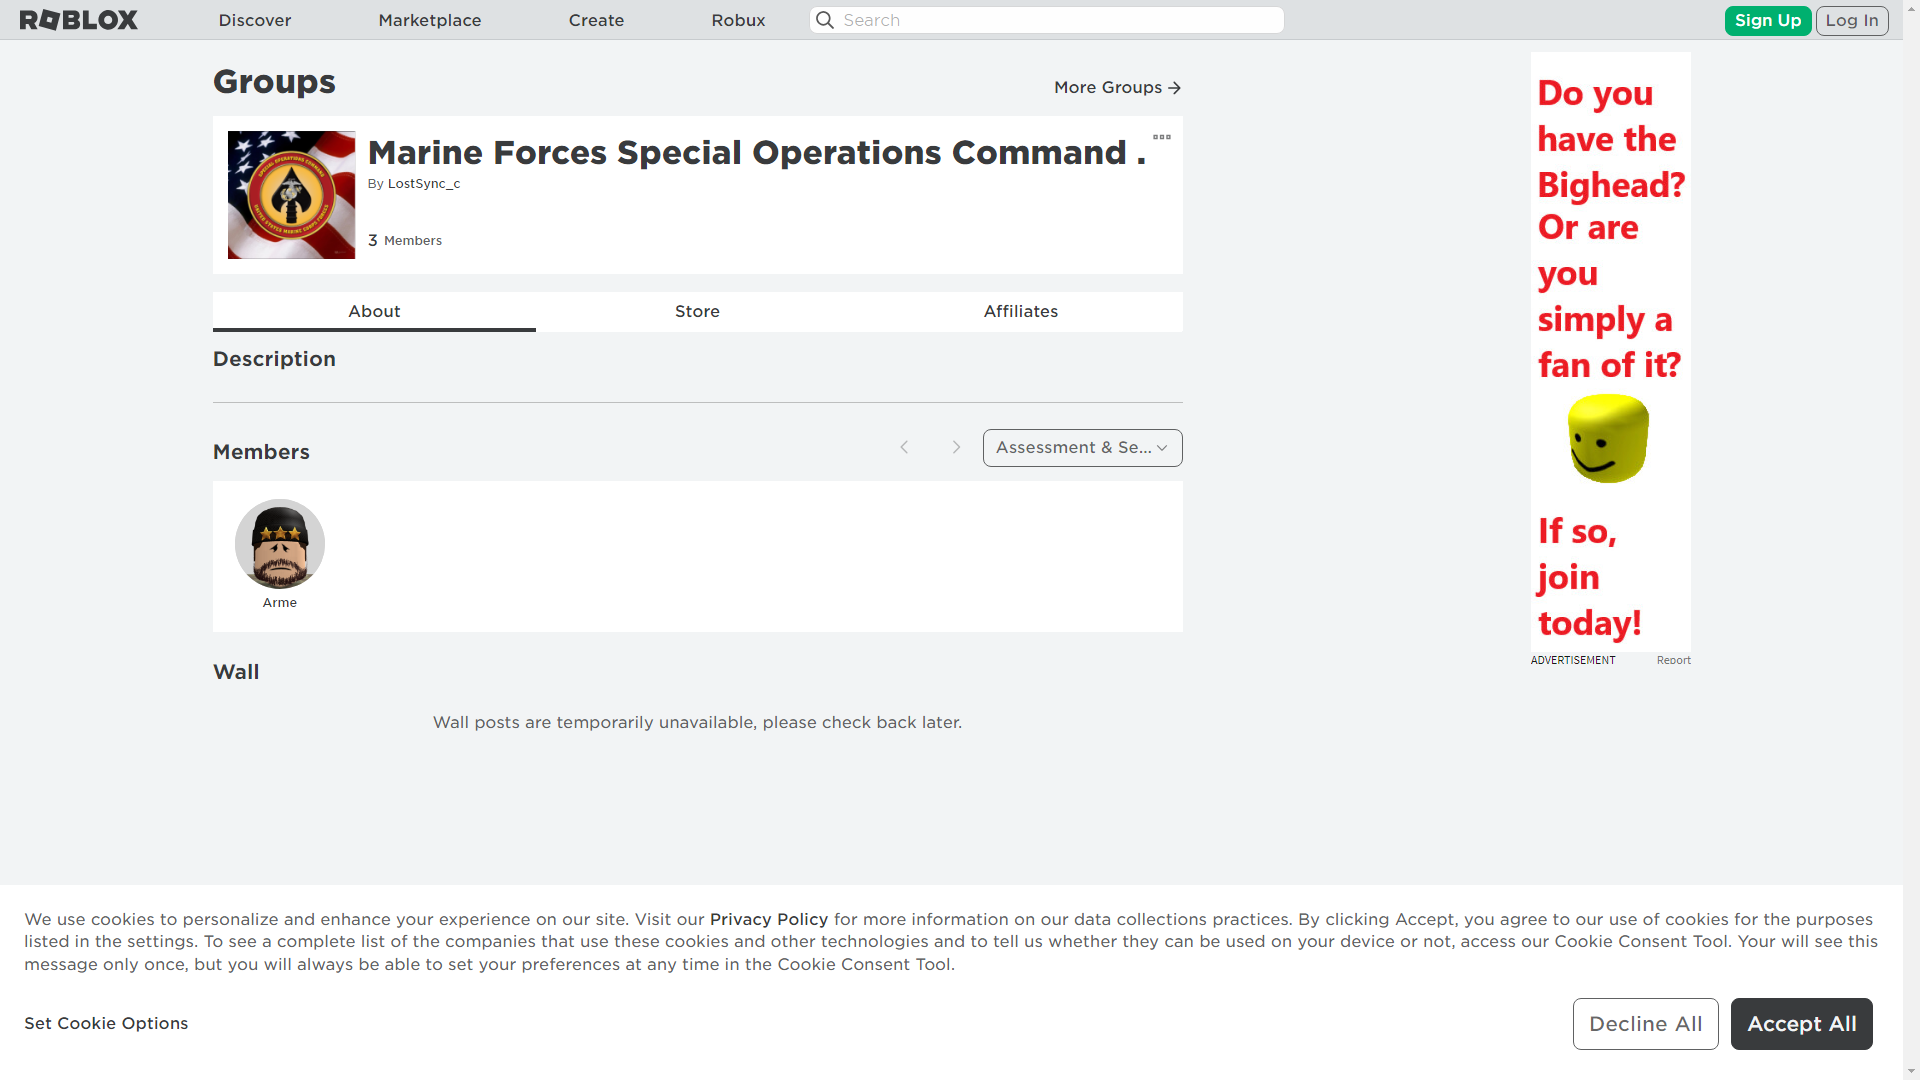 ROBLOX
Discover
Marketplace
Create
Robux
Search
Sign Up
Log In
Groups
More Groups
Marine Forces Special Operations Command .
By LostSync_c
3 Members
SPECIAL OPERATIONS COMMAND
UNITED STATES MARINE CORPS FORCES
About
Store
Affiliates
Description
Members
Assessment & Se...
Arme
Wall
Wall posts are temporarily unavailable, please check back later.
Do you
have the
Bighead?
Or are
you
simply a
fan of it?
If so,
join
today!
ADVERTISEMENT
Report
We use cookies to personalize and enhance your experience on our site. Visit our Privacy Policy for more information on our data collections practices. By clicking Accept, you agree to our use of cookies for the purposes
listed in the settings. To see a complete list of the companies that use these cookies and other technologies and to tell us whether they can be used on your device or not, access our Cookie Consent Tool. Your will see this
message only once, but you will always be able to set your preferences at any time in the Cookie Consent Tool.
Set Cookie Options
Decline All
Accept All